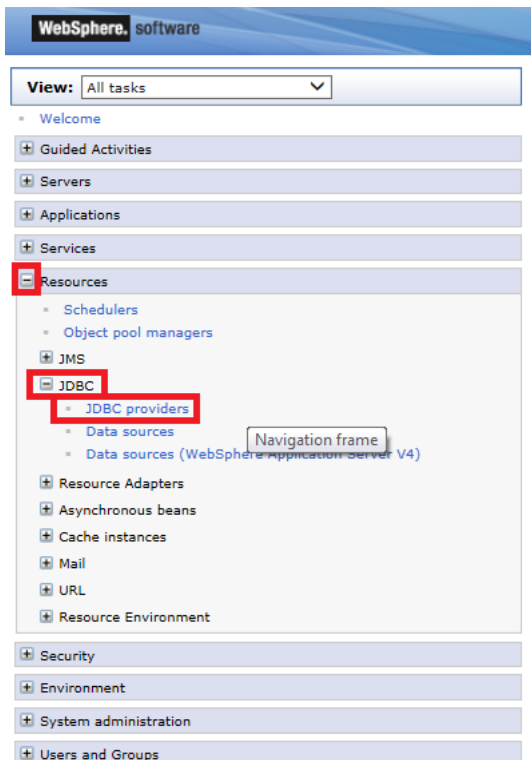 WebSphere. software
View: All tasks
Welcome
Guided Activities
Servers
Applications
Services
Resources
Schedulers
Object pool managers
JMS
JDBC
JDBC providers
Data sources
Navigation frame
Data sources (WebSphere Application Server V4)
Resource Adapters
Asynchronous beans
Cache instances
Mail
URL
Resource Environment
Security
Environment
System administration
Users and Groups